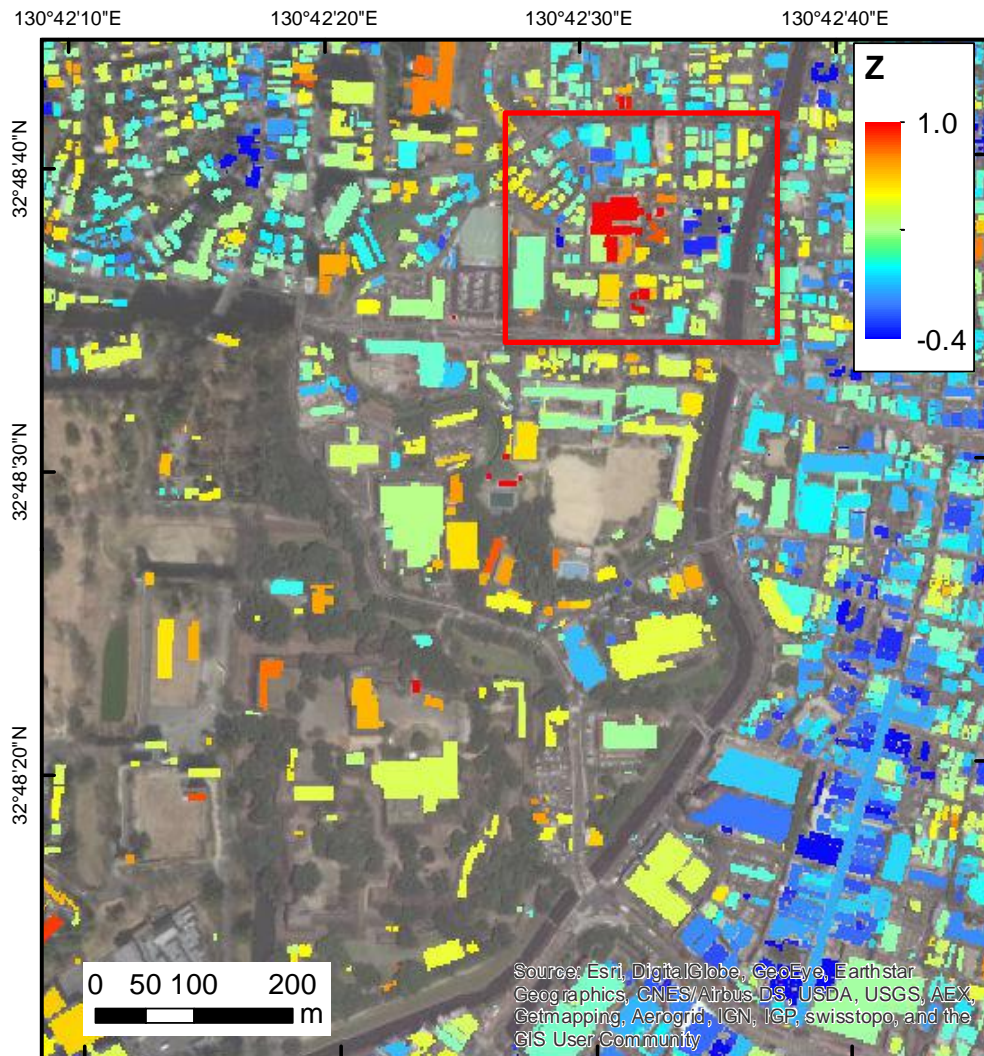 130°42'10"E 130°42'20"E 130°42'30"E 130°42'40"E
32°48'40"N
32°48'30"N
32°48'20"N
Z
1.0
-0.4
0 50 100 200
m
Source: Esri, DigitalGlobe, GeoEye, Earthstar
Geographics, CNES/Airbus DS, USDA, USGS, AEX,
Getmapping, Aerogrid, IGN, IGP, swisstopo, and the
GIS User Community